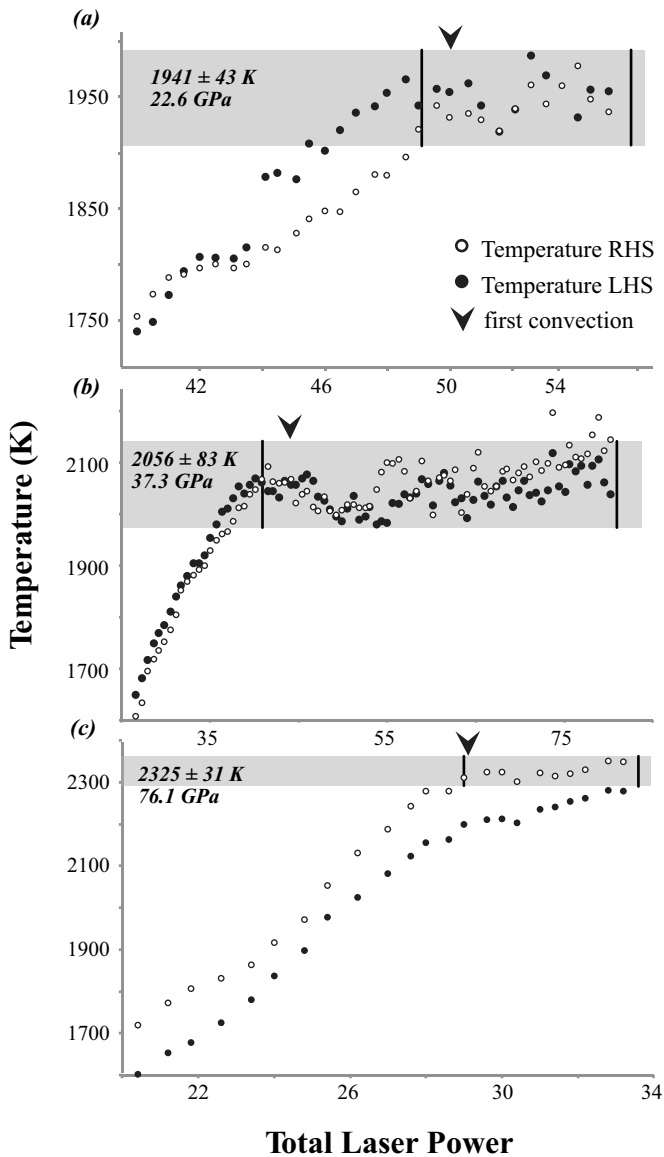 (a)
1941 ± 43 K
22.6 GPa
1950
1850
1750
Temperature RHS
Temperature LHS
first convection
42
46
50
54
(b)
2056 ± 83 K
37.3 GPa
2100
1900
1700
35
55
75
Temperature (K)
(c)
2325 ± 31 K
76.1 GPa
2300
2100
1900
1700
22
26
30
34
Total Laser Power